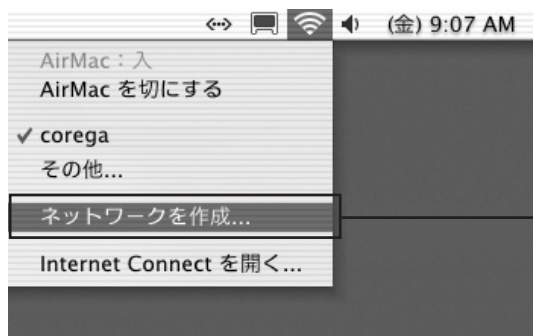 (金) 9:07 AM
AirMac：入
AirMac を切にする
✓ corega
その他...
ネットワークを作成...
Internet Connect を開く...